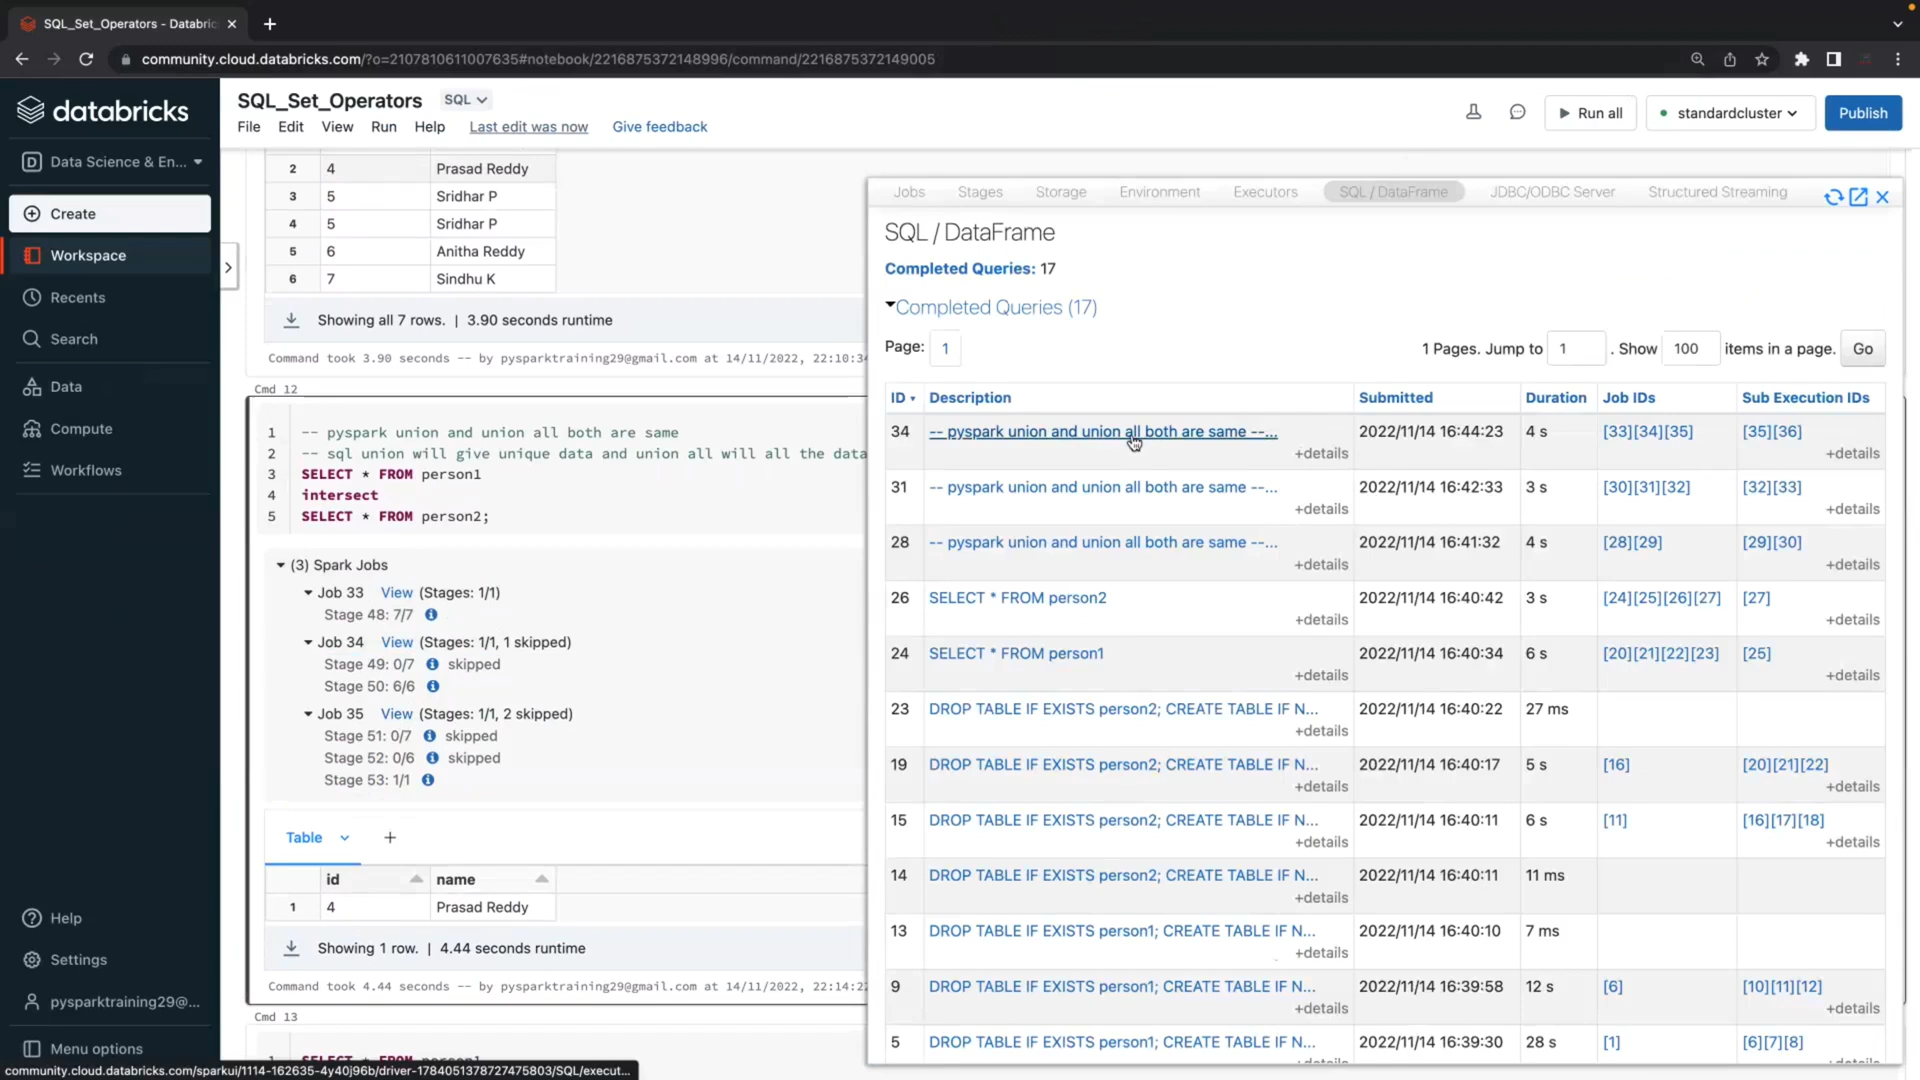 SQL_Set_Operators - Databric
community.cloud.databricks.com/?o=2107810611007635#notebook/2216875372148996/command/2216875372149005
databricks
Data Science & En...
Create
Workspace
Recents
Search
Data
Compute
Workflows
Help
Settings
pysparktraining29@...
Menu options
SQL_Set_Operators SQL
File Edit View Run Help Last edit was now Give feedback
Run all
standardcluster
Publish
2 4 Prasad Reddy
3 5 Sridhar P
4 5 Sridhar P
5 6 Anitha Reddy
6 7 Sindhu K
Showing all 7 rows. | 3.90 seconds runtime
Command took 3.90 seconds -- by pysparktraining29@gmail.com at 14/11/2022, 22:10:34
Cmd 12
1 -- pyspark union and union all both are same
2 -- sql union will give unique data and union all will all the data
3 SELECT * FROM person1
4 intersect
5 SELECT * FROM person2;
(3) Spark Jobs
Job 33 View (Stages: 1/1)
Stage 48: 7/7
Job 34 View (Stages: 1/1, 1 skipped)
Stage 49: 0/7 skipped
Stage 50: 6/6
Job 35 View (Stages: 1/1, 2 skipped)
Stage 51: 0/7 skipped
Stage 52: 0/6 skipped
Stage 53: 1/1
Table +
id name
1 4 Prasad Reddy
Showing 1 row. | 4.44 seconds runtime
Command took 4.44 seconds -- by pysparktraining29@gmail.com at 14/11/2022, 22:14:22
Cmd 13
1 SELECT * FROM person1
community.cloud.databricks.com/sparkui/1114-162635-4y40j96b/driver-1784051378727475803/SQL/execut...
Jobs Stages Storage Environment Executors SQL / DataFrame JDBC/ODBC Server Structured Streaming
SQL / DataFrame
Completed Queries: 17
Completed Queries (17)
Page: 1
1 Pages. Jump to 1 . Show 100 items in a page. Go
ID Description Submitted Duration Job IDs Sub Execution IDs
34 -- pyspark union and union all both are same --... 2022/11/14 16:44:23 4 s [33][34][35] [35][36]
+details +details
31 -- pyspark union and union all both are same --... 2022/11/14 16:42:33 3 s [30][31][32] [32][33]
+details +details
28 -- pyspark union and union all both are same --... 2022/11/14 16:41:32 4 s [28][29] [29][30]
+details +details
26 SELECT * FROM person2 2022/11/14 16:40:42 3 s [24][25][26][27] [27]
+details +details
24 SELECT * FROM person1 2022/11/14 16:40:34 6 s [20][21][22][23] [25]
+details +details
23 DROP TABLE IF EXISTS person2; CREATE TABLE IF N... 2022/11/14 16:40:22 27 ms
+details
19 DROP TABLE IF EXISTS person2; CREATE TABLE IF N... 2022/11/14 16:40:17 5 s [16] [20][21][22]
+details +details
15 DROP TABLE IF EXISTS person2; CREATE TABLE IF N... 2022/11/14 16:40:11 6 s [11] [16][17][18]
+details +details
14 DROP TABLE IF EXISTS person2; CREATE TABLE IF N... 2022/11/14 16:40:11 11 ms
+details
13 DROP TABLE IF EXISTS person1; CREATE TABLE IF N... 2022/11/14 16:40:10 7 ms
+details
9 DROP TABLE IF EXISTS person1; CREATE TABLE IF N... 2022/11/14 16:39:58 12 s [6] [10][11][12]
+details +details
5 DROP TABLE IF EXISTS person1; CREATE TABLE IF N... 2022/11/14 16:39:30 28 s [1] [6][7][8]
+details +details